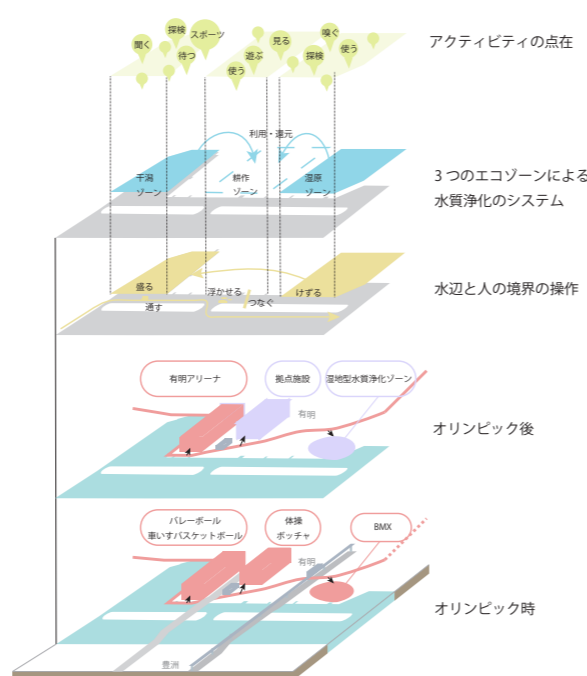 アクティビティの点在
聞く
探検
スポーツ
待つ
使う
遊ぶ
見る
探検
嗅ぐ
使う
3つのエコゾーンによる
水質浄化のシステム
利用・還元
干潟
ゾーン
耕作
ゾーン
湿原
ゾーン
水辺と人の境界の操作
盛る
通す
浮かせる
つなぐ
けずる
オリンピック後
有明アリーナ
拠点施設
湿地型水質浄化ゾーン
有明
オリンピック時
バレーボール
車いすバスケットボール
体操
ボッチャ
BMX
有明
豊洲